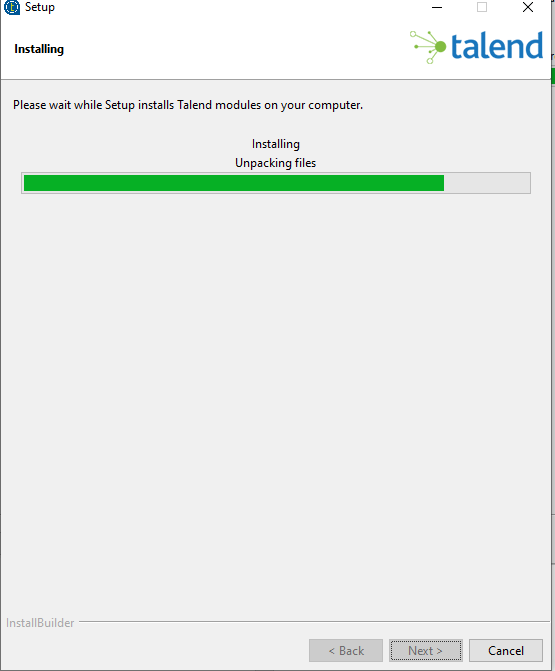 Setup
Installing
talend
Please wait while Setup installs Talend modules on your computer.
Installing
Unpacking files
InstallBuilder
< Back
Next >
Cancel